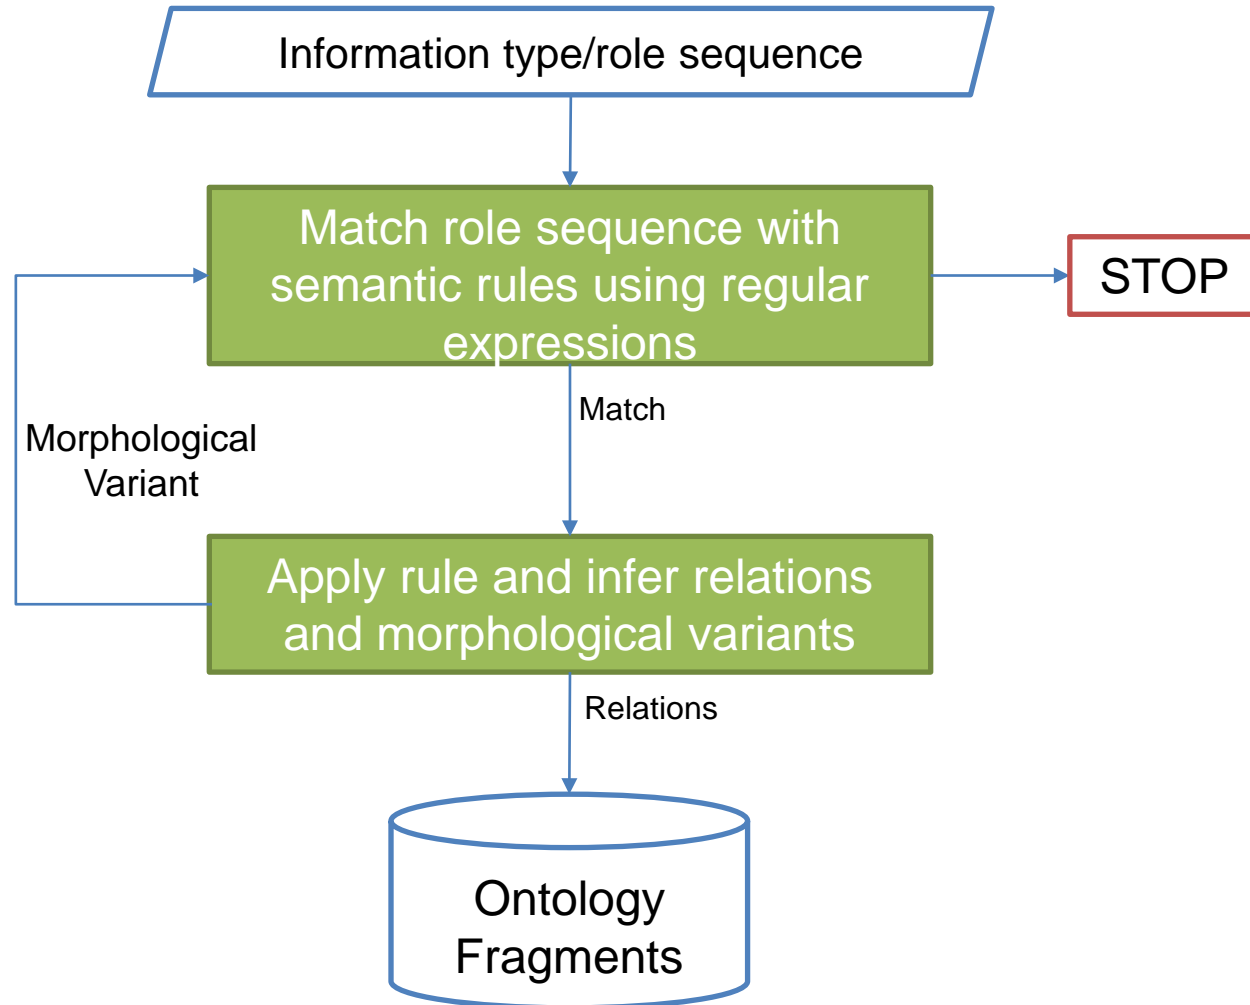 Information type/role sequence
Match role sequence with
semantic rules using regular
expressions
STOP
Match
Morphological
Variant
Apply rule and infer relations
and morphological variants
Relations
Ontology
Fragments